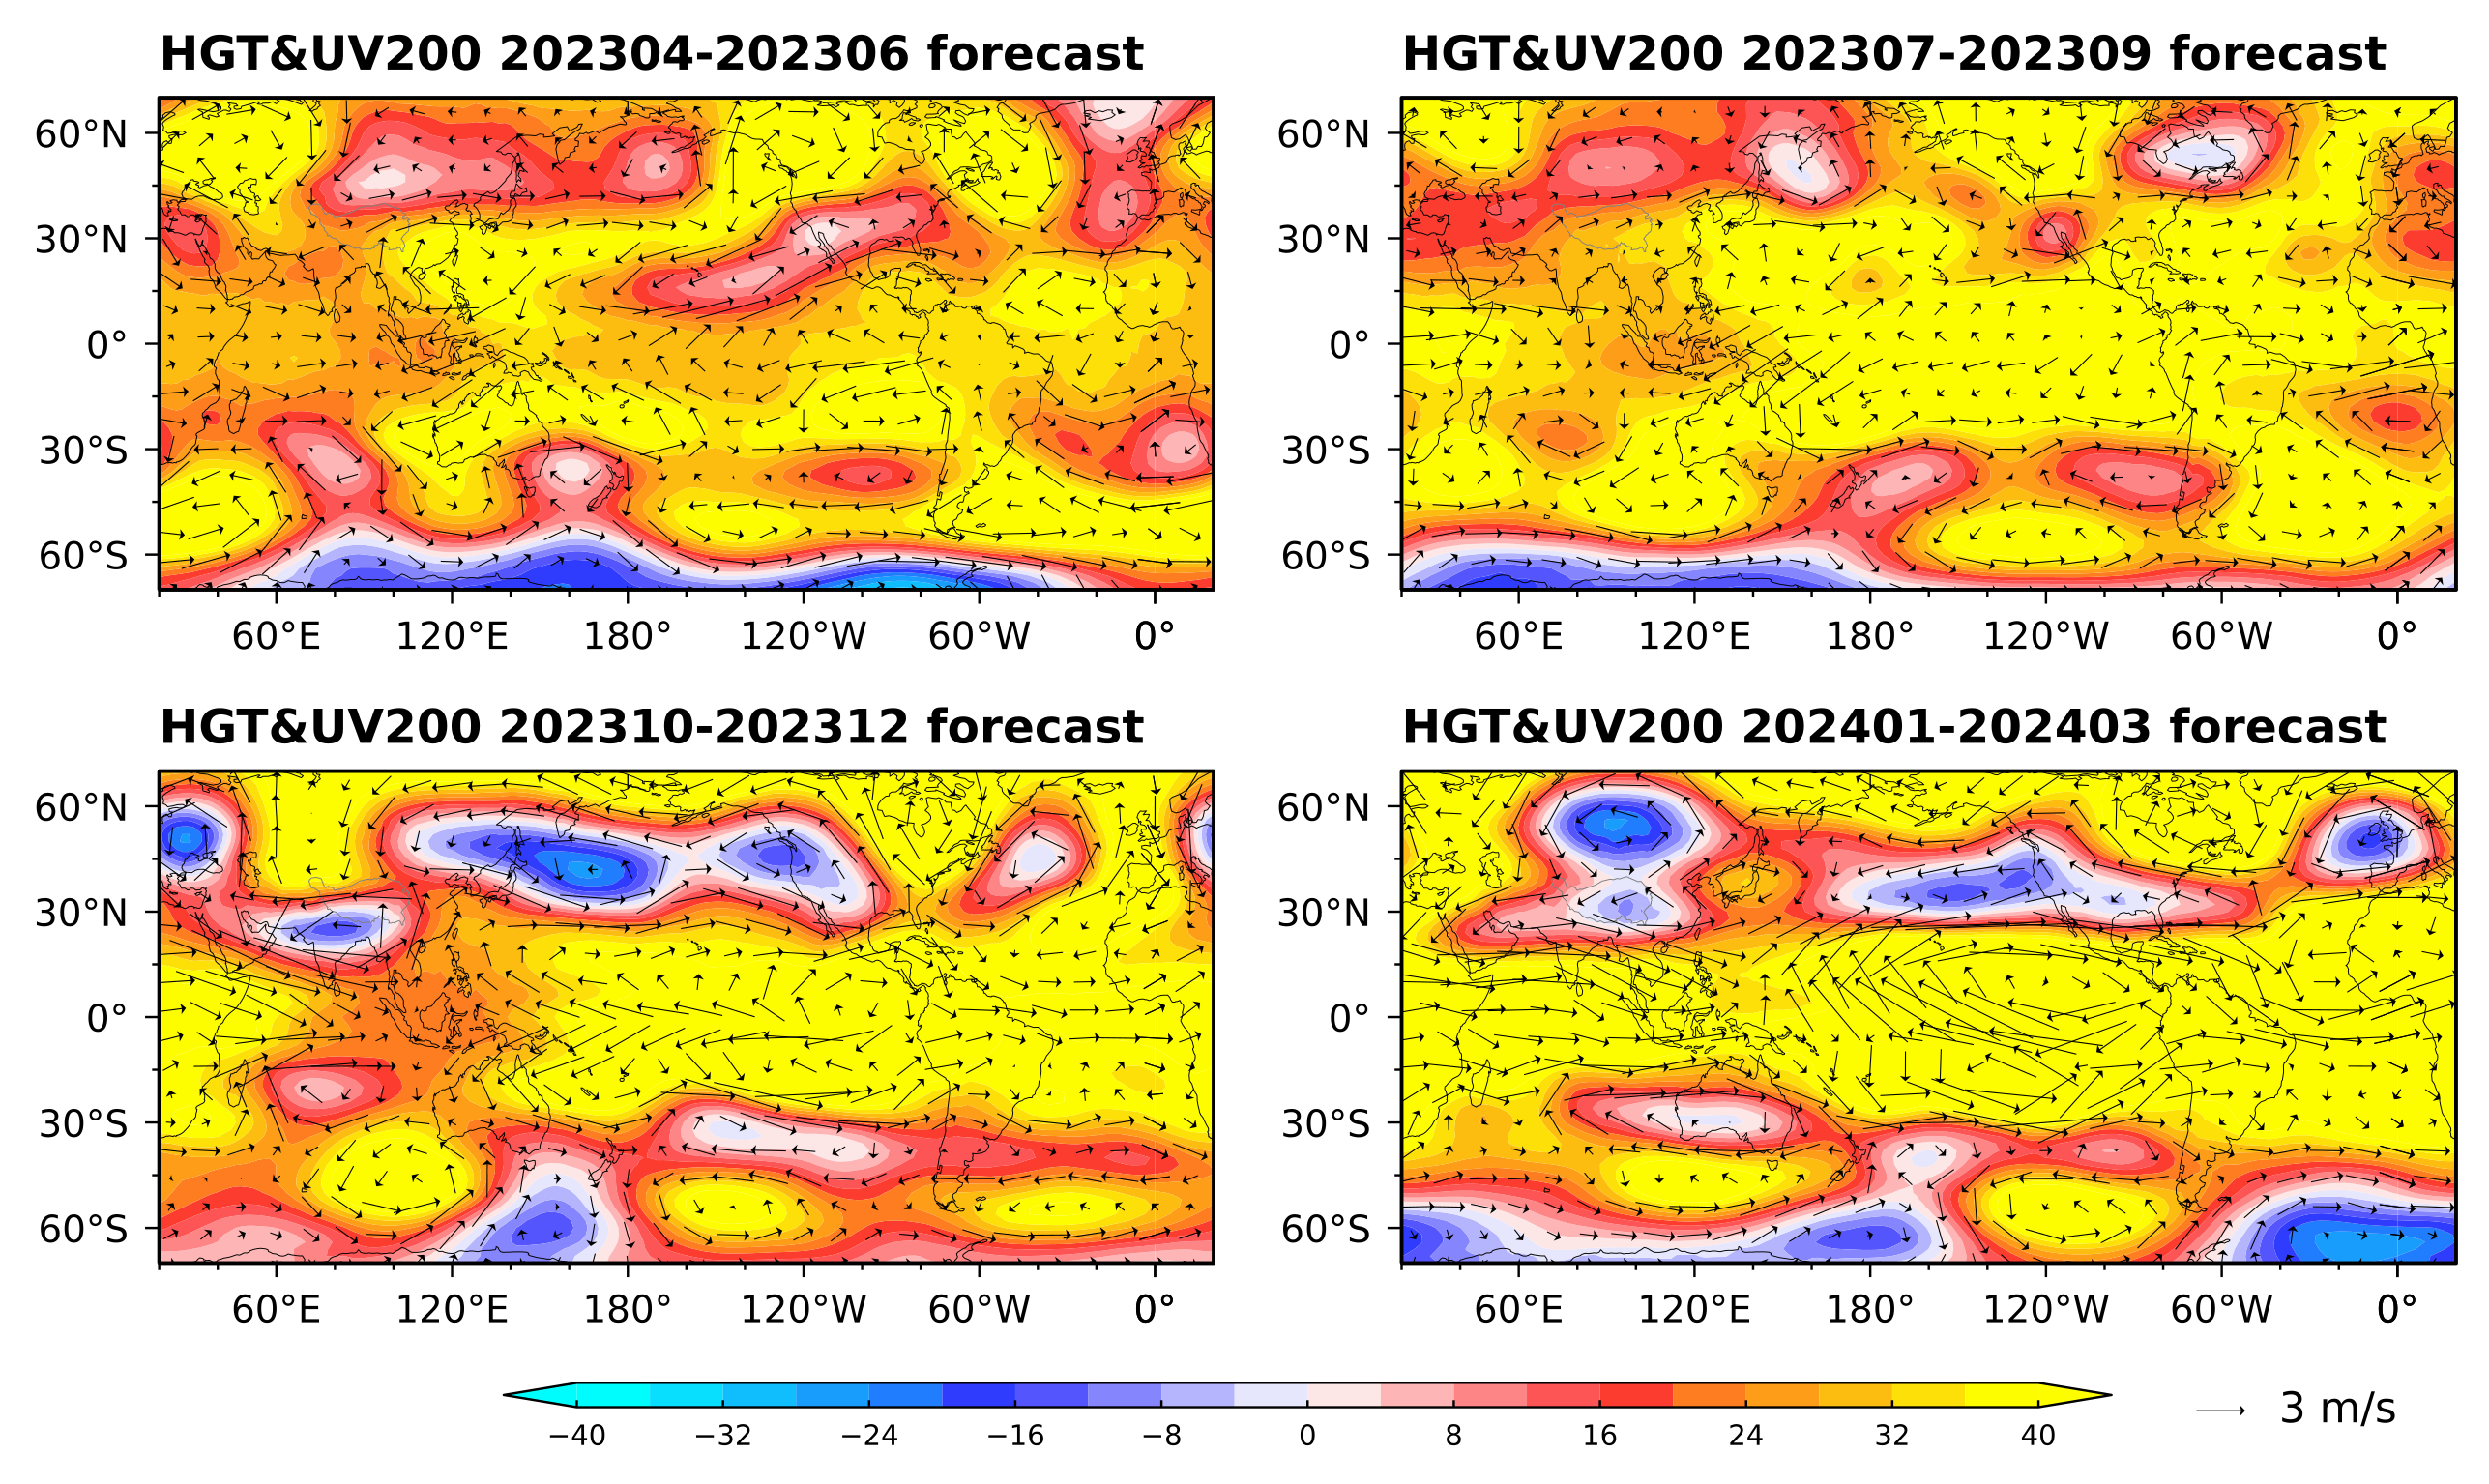 HGT&UV200 202304-202306 forecast
60°N
30°N
0°
30°S
60°S
60°E 120°E 180° 120°W 60°W 0°
HGT&UV200 202307-202309 forecast
60°N
30°N
0°
30°S
60°S
60°E 120°E 180° 120°W 60°W 0°
HGT&UV200 202310-202312 forecast
60°N
30°N
0°
30°S
60°S
60°E 120°E 180° 120°W 60°W 0°
HGT&UV200 202401-202403 forecast
60°N
30°N
0°
30°S
60°S
60°E 120°E 180° 120°W 60°W 0°
−40 −32 −24 −16 −8 0 8 16 24 32 40
3 m/s